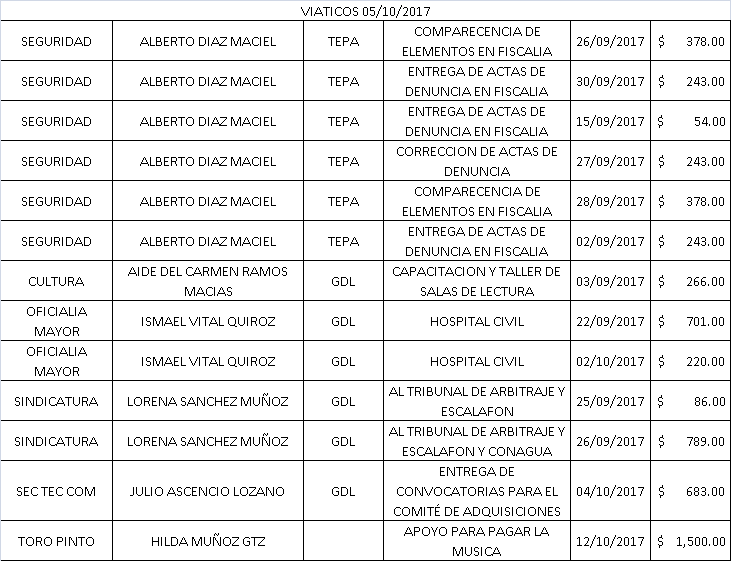 VIATICOS 05/10/2017
SEGURIDAD ALBERTO DIAZ MACIEL TEPA COMPARECENCIA DE ELEMENTOS EN FISCALIA 26/09/2017 $ 378.00
SEGURIDAD ALBERTO DIAZ MACIEL TEPA ENTREGA DE ACTAS DE DENUNCIA EN FISCALIA 30/09/2017 $ 243.00
SEGURIDAD ALBERTO DIAZ MACIEL TEPA ENTREGA DE ACTAS DE DENUNCIA EN FISCALIA 15/09/2017 $ 54.00
SEGURIDAD ALBERTO DIAZ MACIEL TEPA CORRECCION DE ACTAS DE DENUNCIA 27/09/2017 $ 243.00
SEGURIDAD ALBERTO DIAZ MACIEL TEPA COMPARECENCIA DE ELEMENTOS EN FISCALIA 28/09/2017 $ 378.00
SEGURIDAD ALBERTO DIAZ MACIEL TEPA ENTREGA DE ACTAS DE DENUNCIA EN FISCALIA 02/09/2017 $ 243.00
CULTURA AIDE DEL CARMEN RAMOS MACIAS GDL CAPACITACION Y TALLER DE SALAS DE LECTURA 03/09/2017 $ 266.00
OFICIALIA MAYOR ISMAEL VITAL QUIROZ GDL HOSPITAL CIVIL 22/09/2017 $ 701.00
OFICIALIA MAYOR ISMAEL VITAL QUIROZ GDL HOSPITAL CIVIL 02/10/2017 $ 220.00
SINDICATURA LORENA SANCHEZ MUÑOZ GDL AL TRIBUNAL DE ARBITRAJE Y ESCALAFON 25/09/2017 $ 86.00
SINDICATURA LORENA SANCHEZ MUÑOZ GDL AL TRIBUNAL DE ARBITRAJE Y ESCALAFON Y CONAGUA 26/09/2017 $ 789.00
SEC TEC COM JULIO ASCENCIO LOZANO GDL ENTREGA DE CONVOCATORIAS PARA EL COMITÉ DE ADQUISICIONES 04/10/2017 $ 683.00
TORO PINTO HILDA MUÑOZ GTZ APOYO PARA PAGAR LA MUSICA 12/10/2017 $ 1,500.00